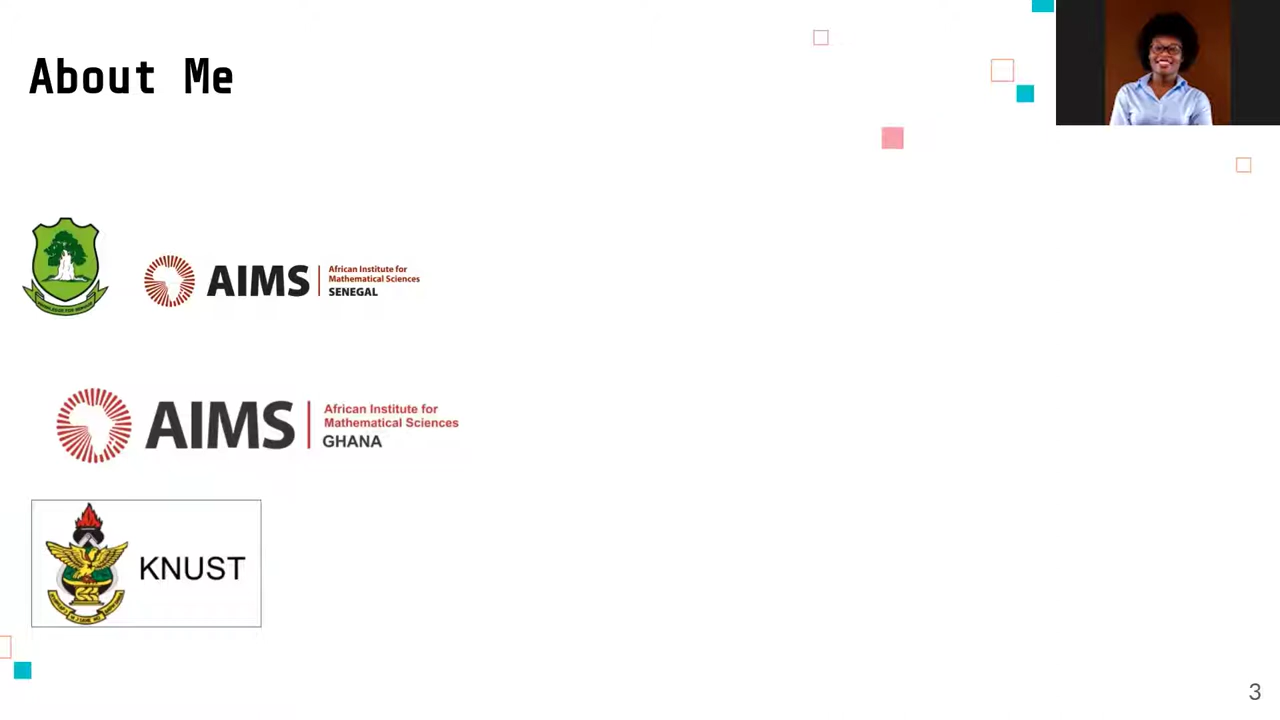 About Me
AIMS
African Institute for
Mathematical Sciences
SENEGAL
AIMS
African Institute for
Mathematical Sciences
GHANA
KNUST
3